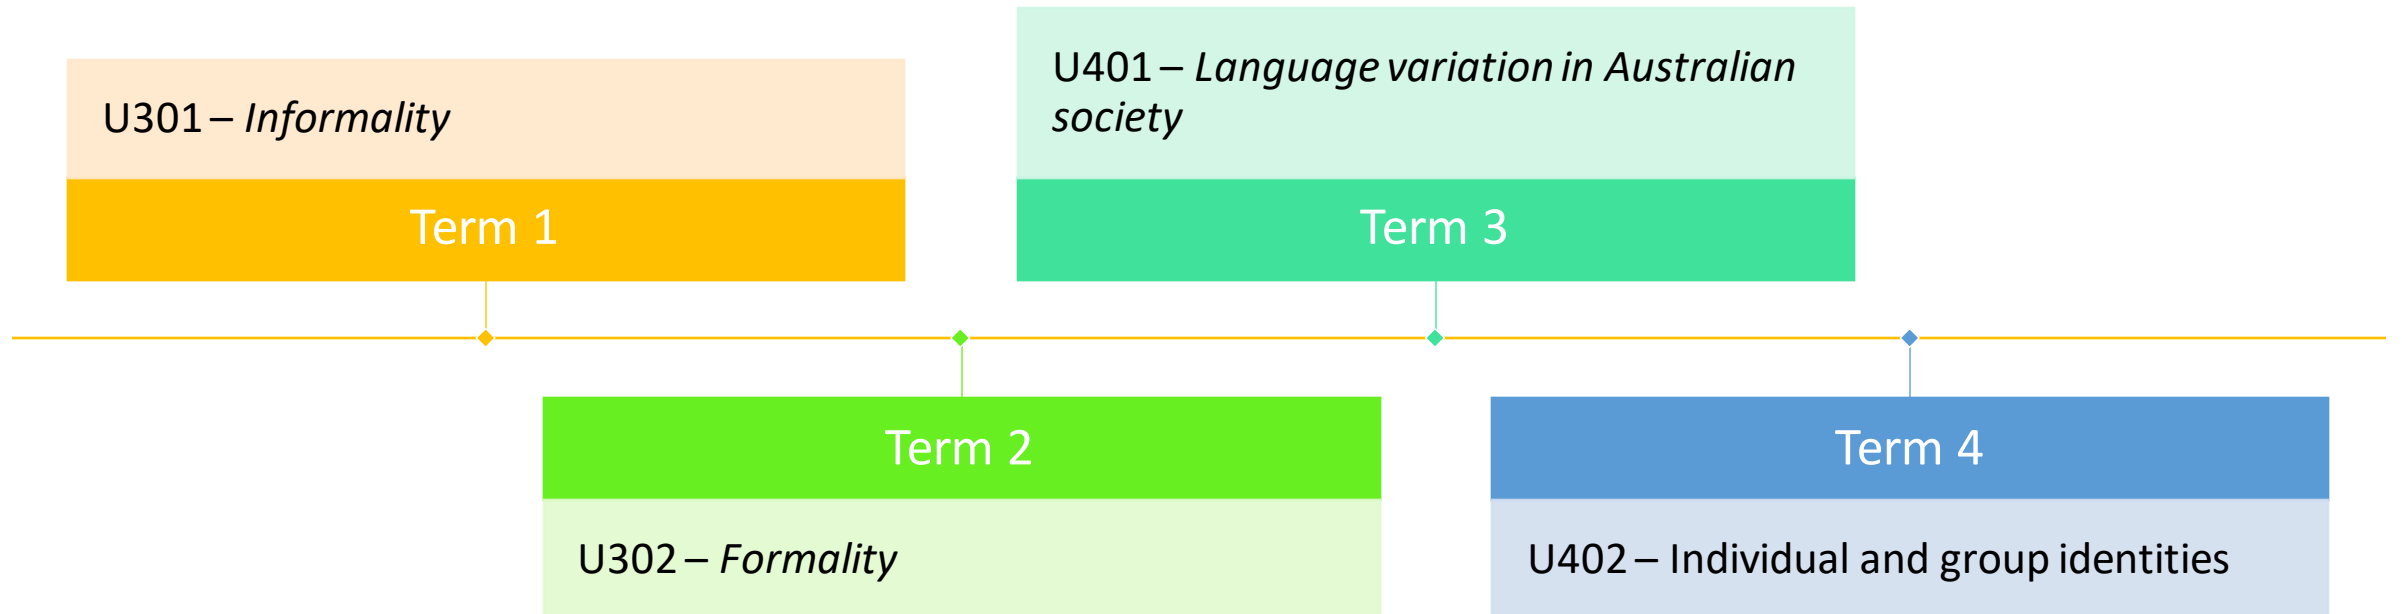 U301 – Informality
Term 1
Term 2
U302 – Formality
U401 – Language variation in Australian
society
Term 3
Term 4
U402 – Individual and group identities